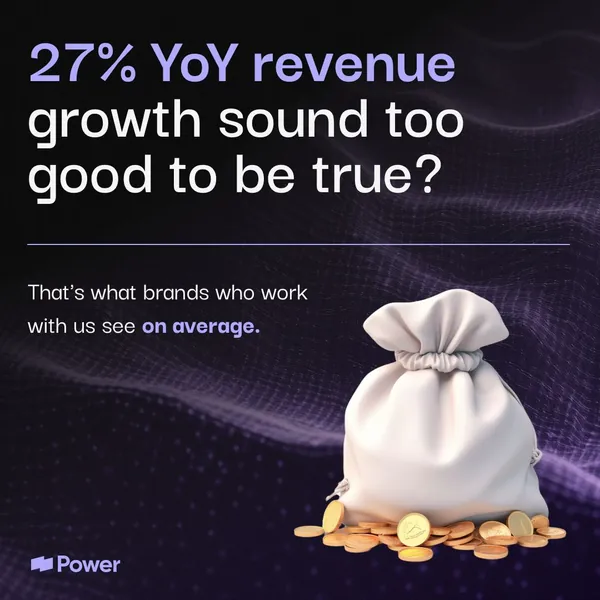 27% YoY revenue
growth sound too
good to be true?
That's what brands who work
with us see on average.
Power